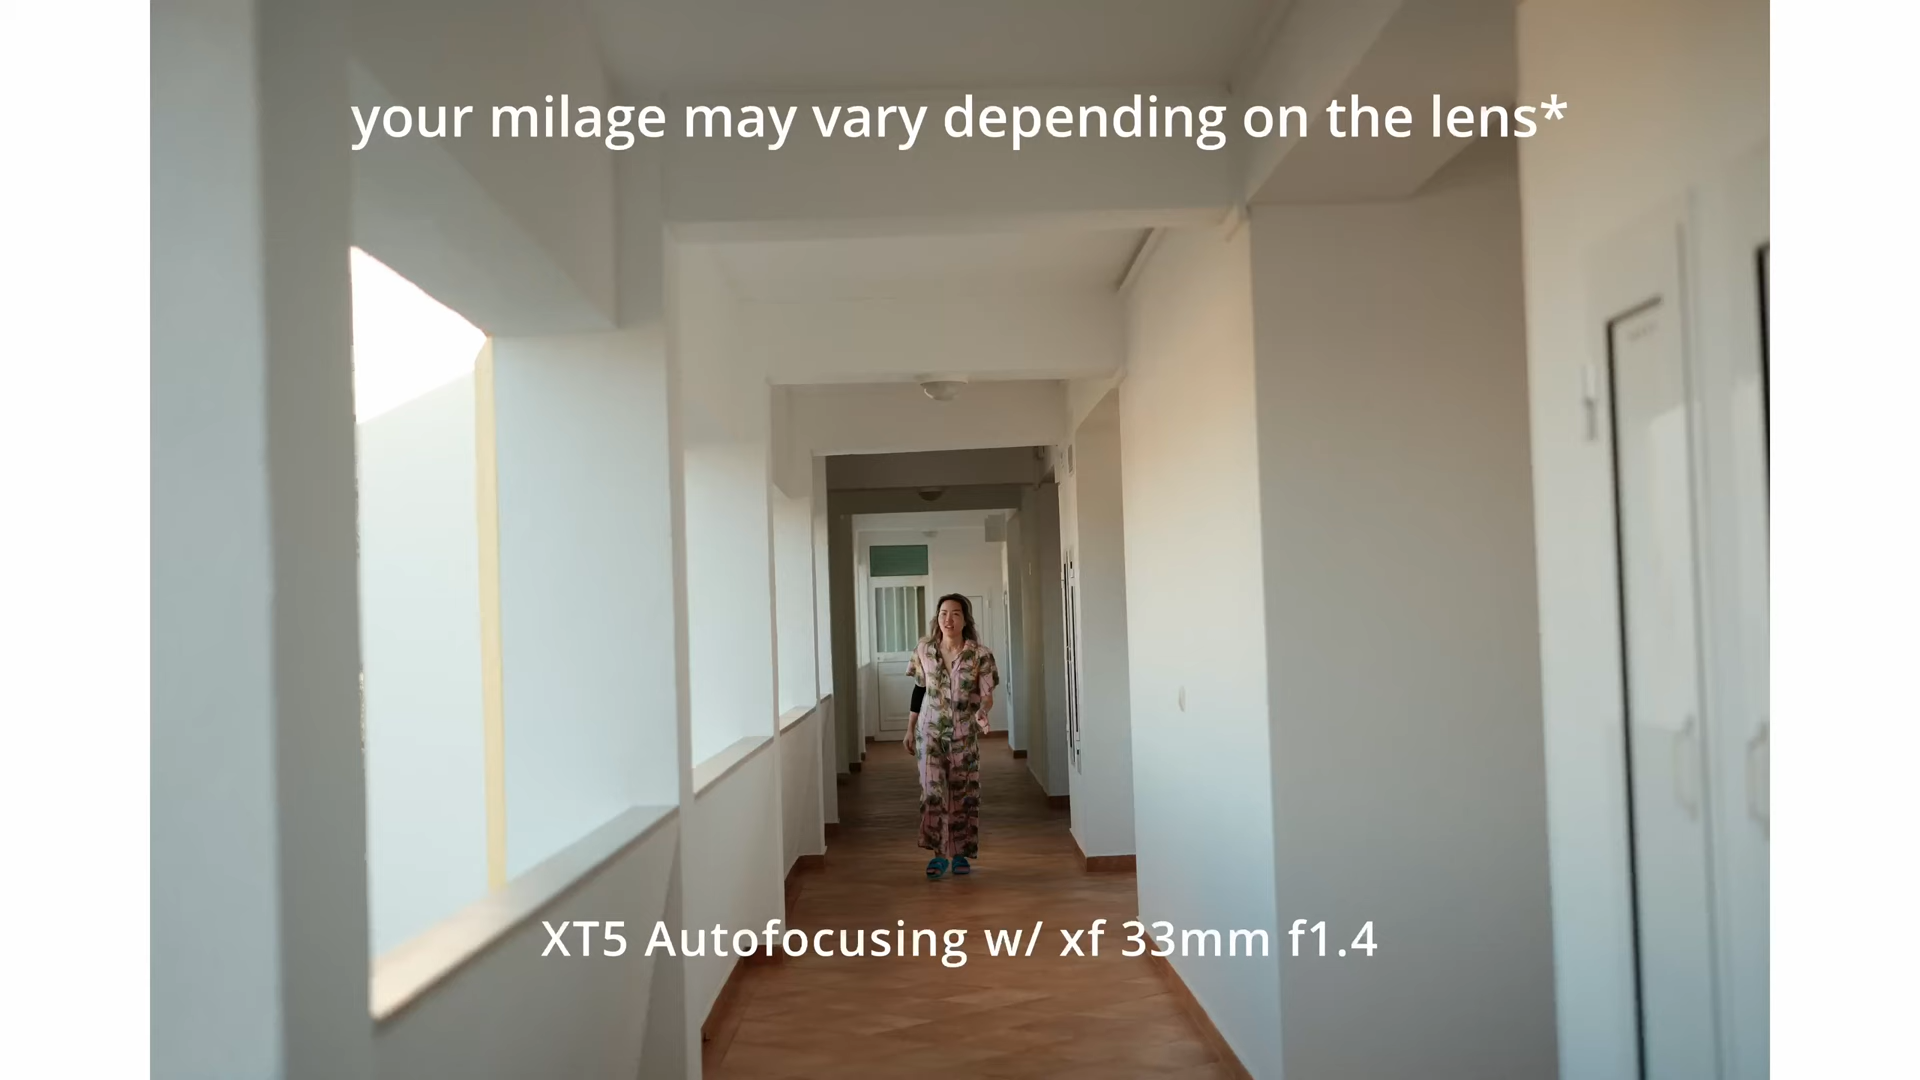 your milage may vary depending on the lens*
XT5 Autofocusing w/ xf 33mm f1.4